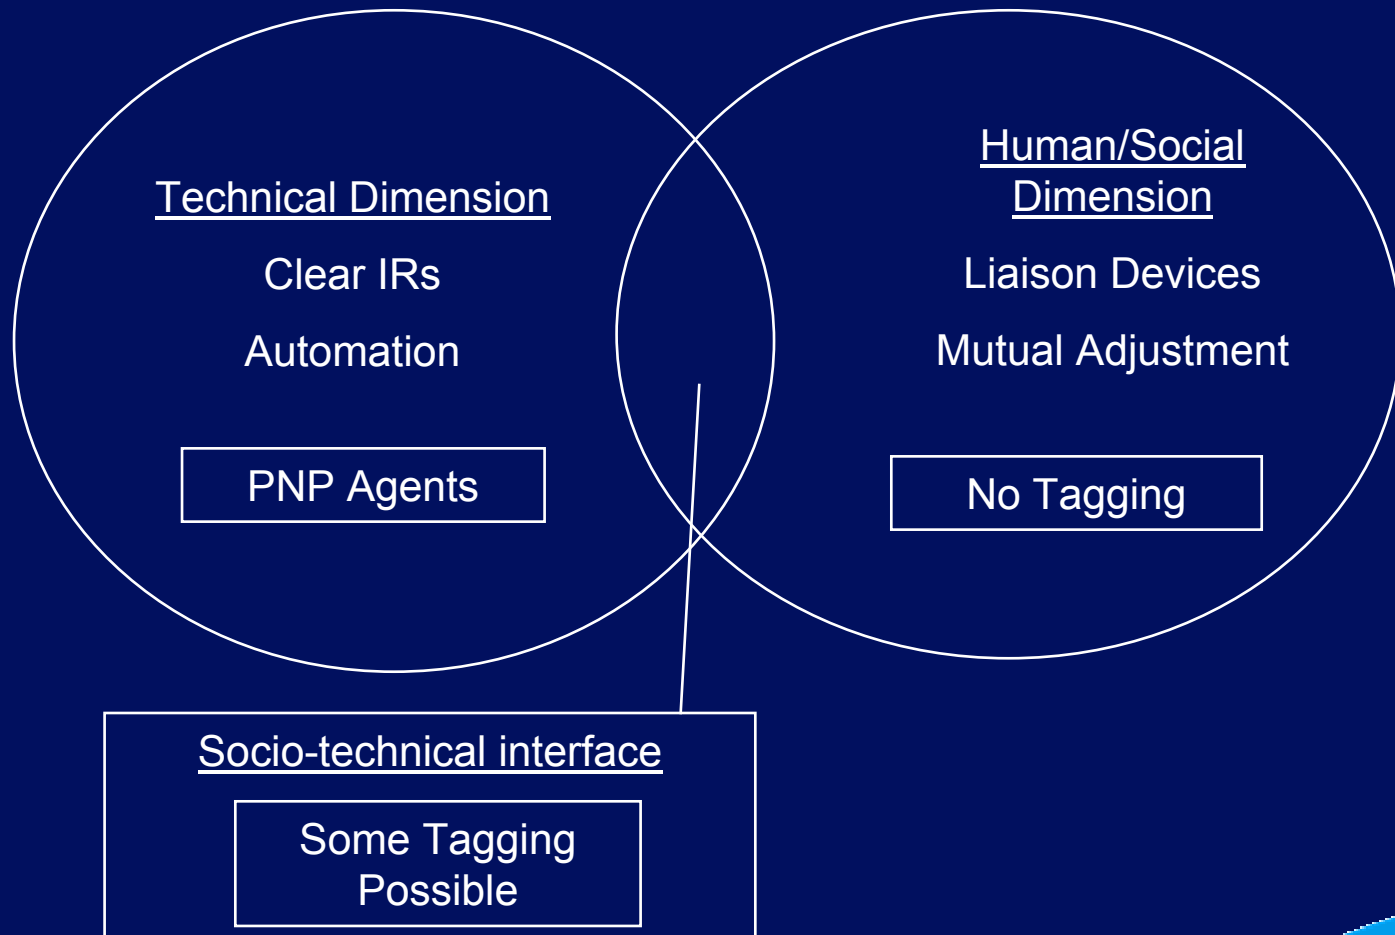 Technical Dimension
Clear IRs
Automation
PNP Agents
Human/Social
Dimension
Liaison Devices
Mutual Adjustment
No Tagging
Socio-technical interface
Some Tagging
Possible